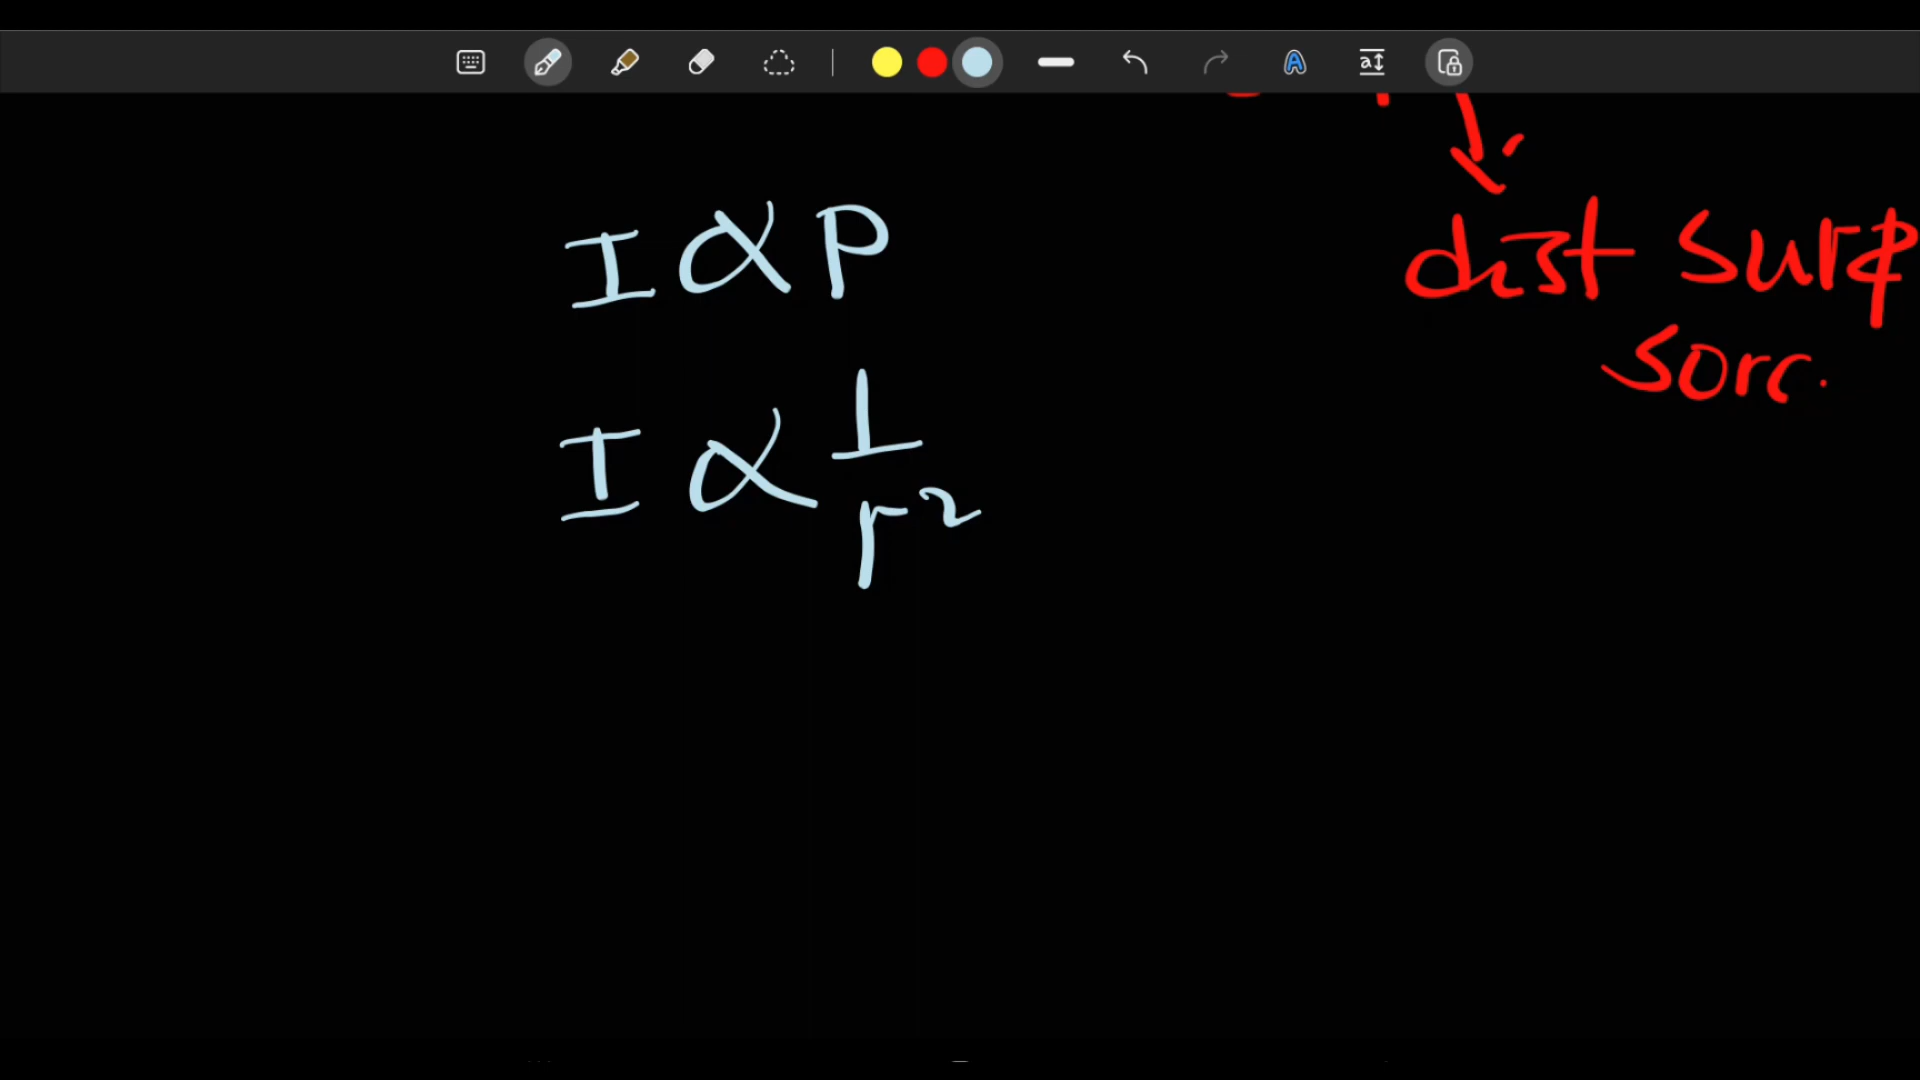 I α P
I α 1/r²
dist surf
sorc.